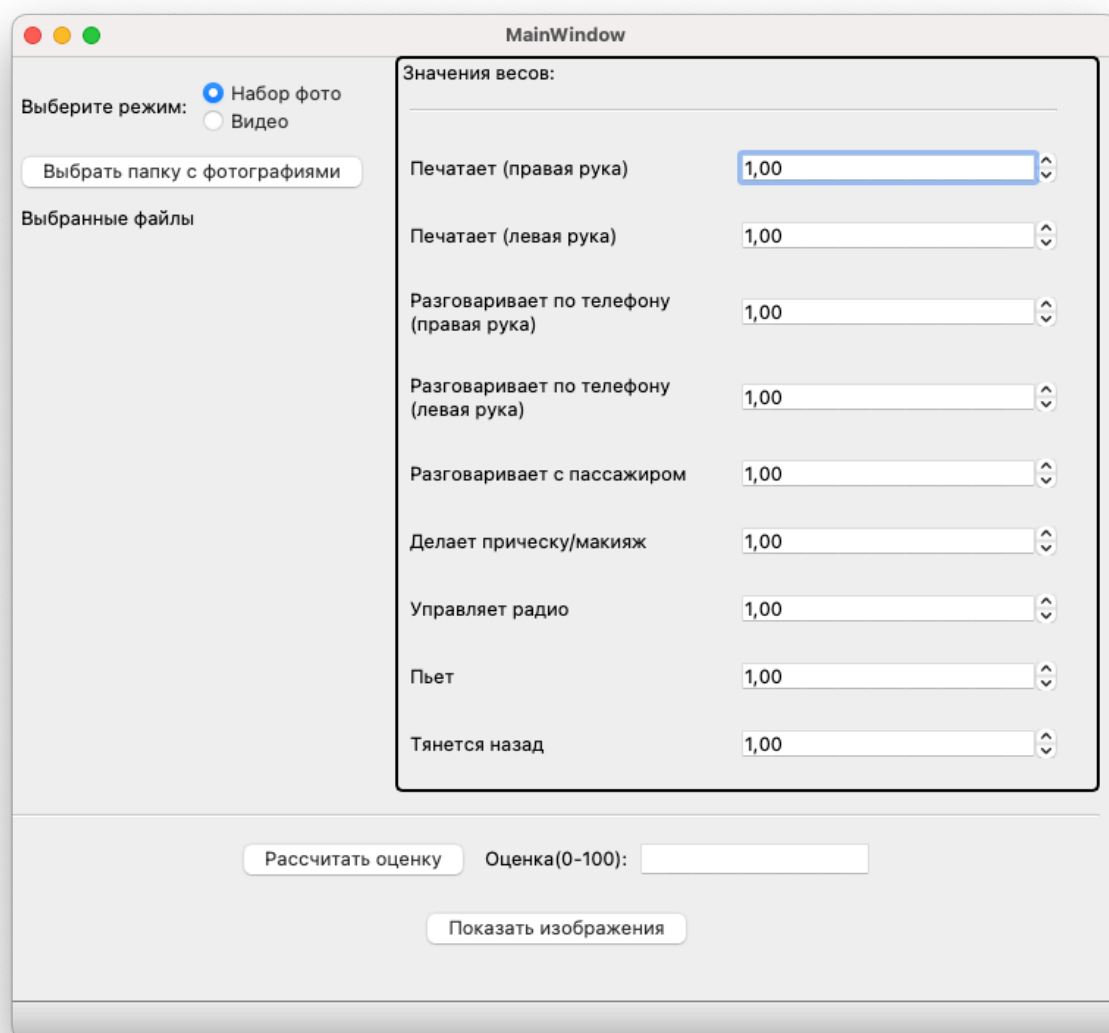 MainWindow
Выберите режим:
Набор фото
Видео
Выбрать папку с фотографиями
Выбранные файлы
Значения весов:
Печатает (правая рука)
1,00
Печатает (левая рука)
1,00
Разговаривает по телефону
(правая рука)
1,00
Разговаривает по телефону
(левая рука)
1,00
Разговаривает с пассажиром
1,00
Делает прическу/макияж
1,00
Управляет радио
1,00
Пьет
1,00
Тянется назад
1,00
Рассчитать оценку
Оценка(0-100):
Показать изображения